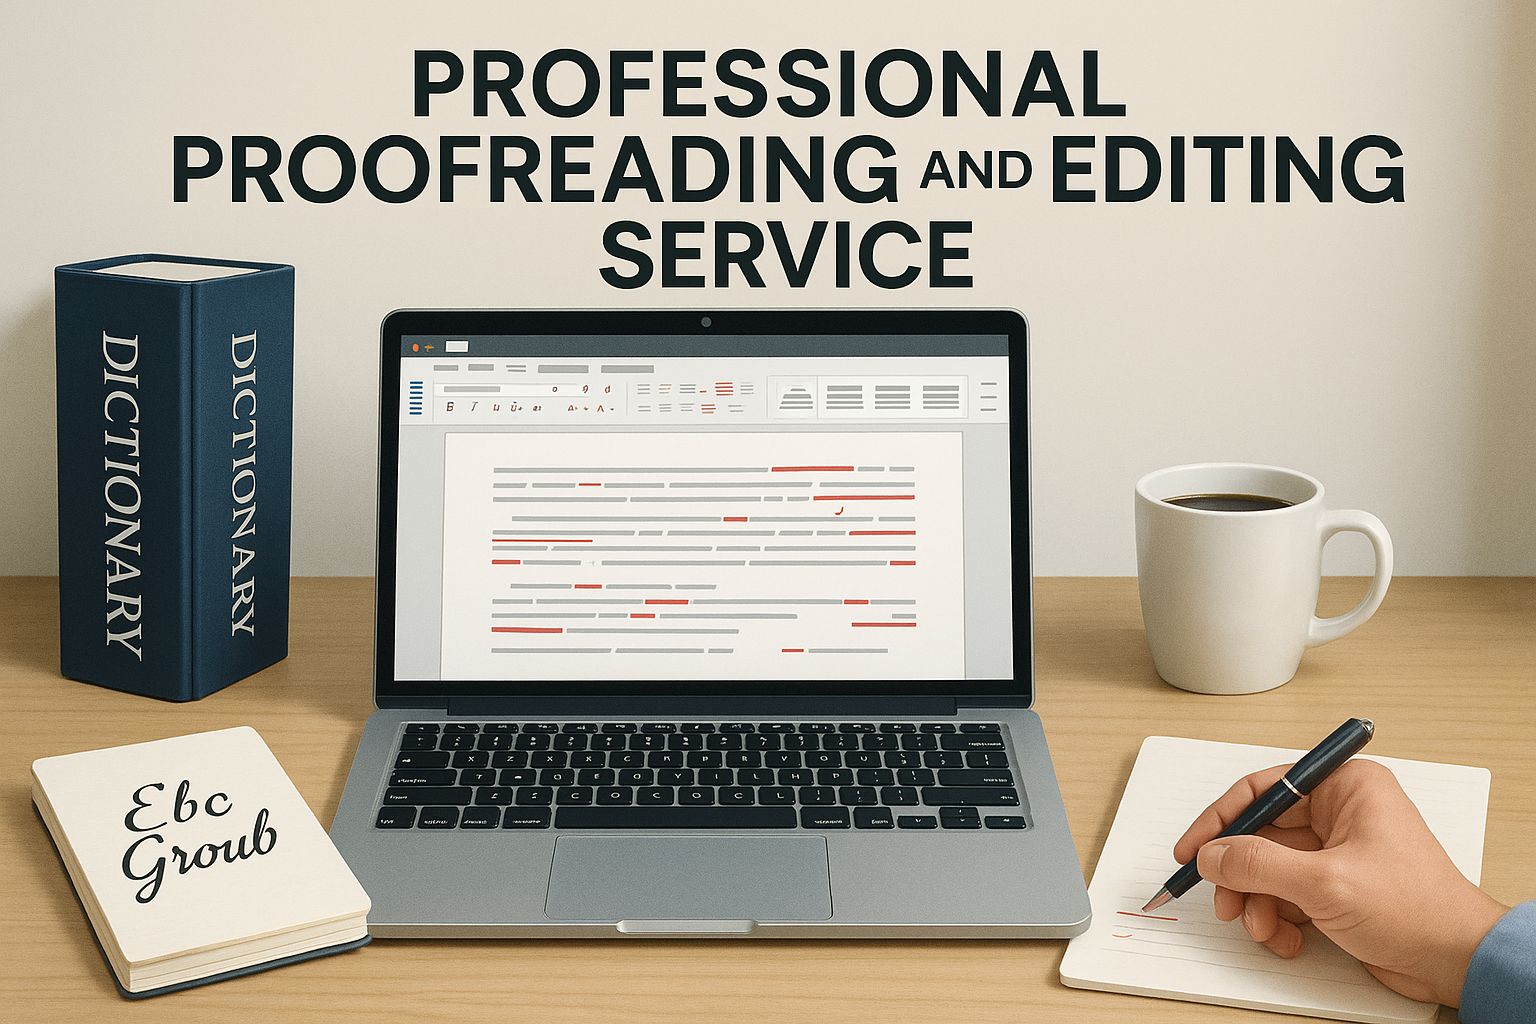 PROFESSIONAL
PROOFREADING AND EDITING
SERVICE
DICTIONARY
DICTIONARY
Ebc
Groub